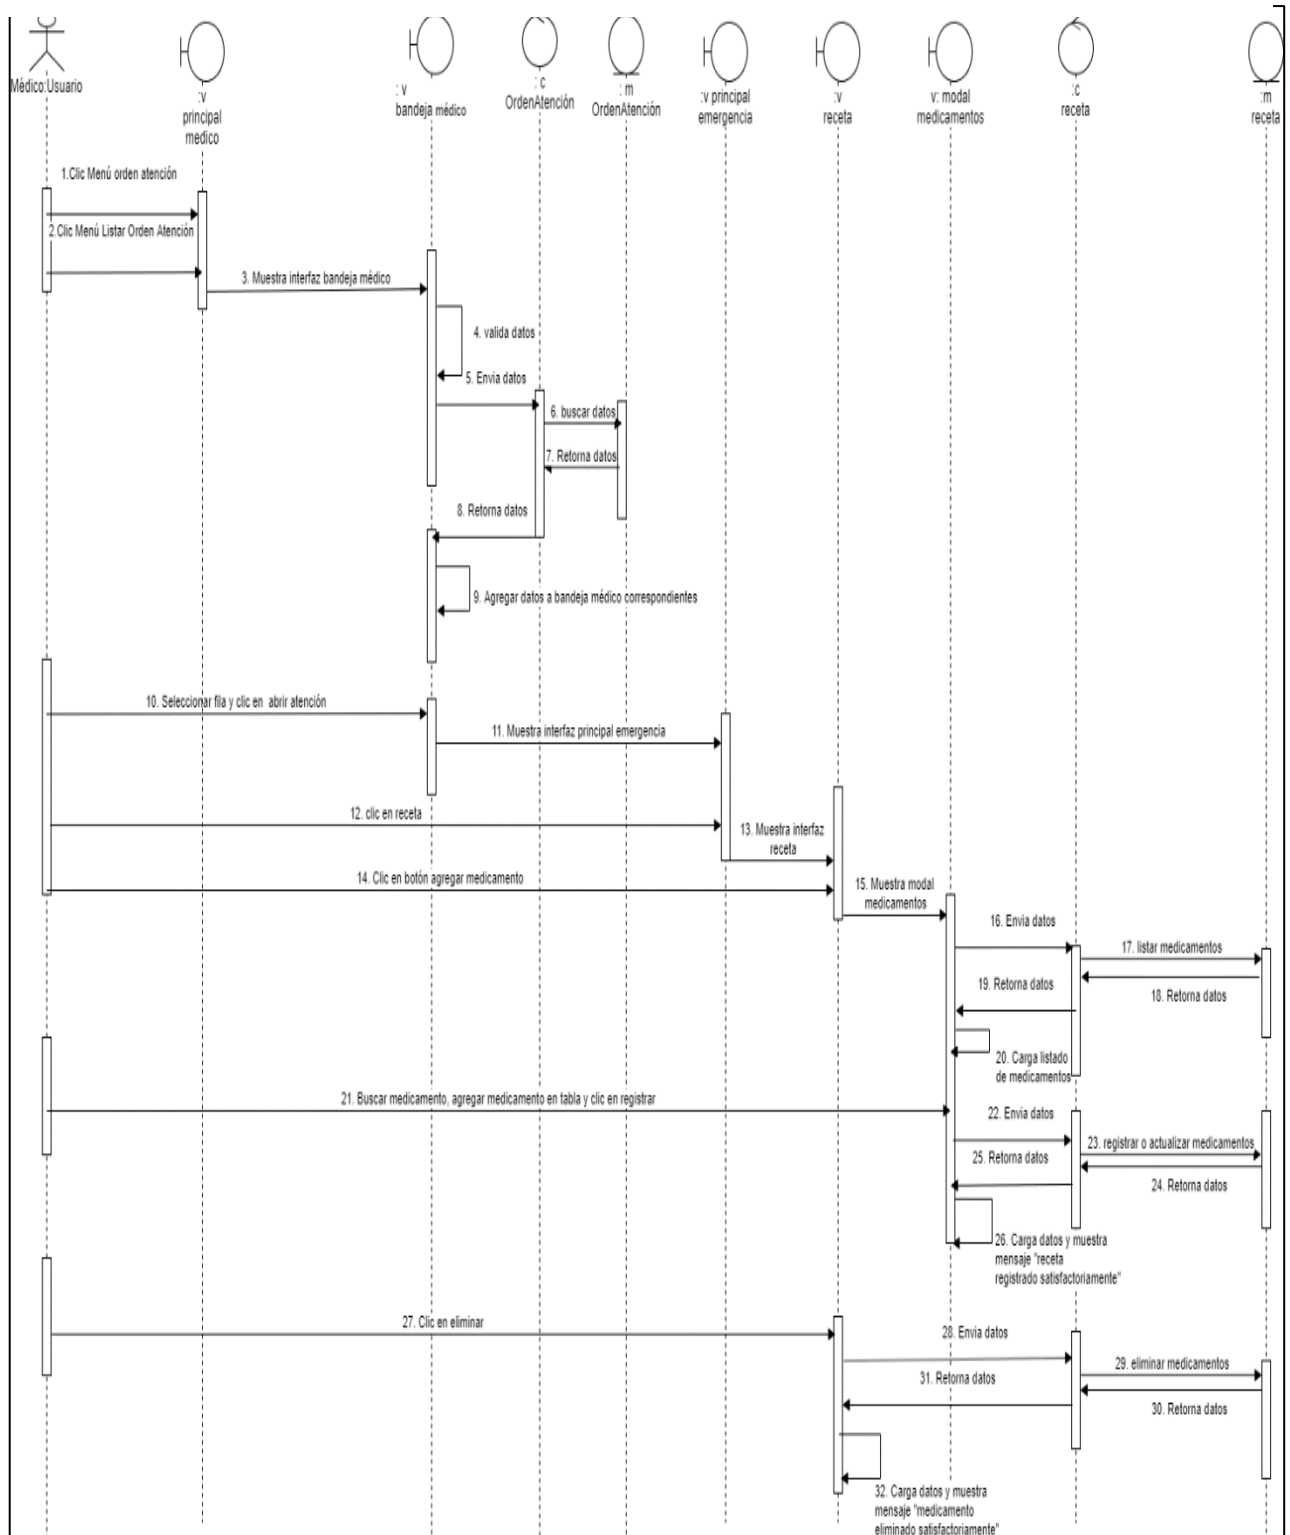 Médico:Usuario
:v
principal
medico
: v
bandeja médico
: c
OrdenAtención
: m
OrdenAtención
:v principal
emergencia
:v
receta
v: modal
medicamentos
:c
receta
:m
receta
1.Clic Menú orden atención
2.Clic Menú Listar Orden Atención
3. Muestra interfaz bandeja médico
4. valida datos
5. Envia datos
6. buscar datos
7. Retorna datos
8. Retorna datos
9. Agregar datos a bandeja médico correspondientes
10. Seleccionar fila y clic en abrir atención
11. Muestra interfaz principal emergencia
12. clic en receta
13. Muestra interfaz
receta
14. Clic en botón agregar medicamento
15. Muestra modal
medicamentos
16. Envia datos
17. listar medicamentos
18. Retorna datos
19. Retorna datos
20. Carga listado
de medicamentos
21. Buscar medicamento, agregar medicamento en tabla y clic en registrar
22. Envia datos
23. registrar o actualizar medicamentos
24. Retorna datos
25. Retorna datos
26. Carga datos y muestra
mensaje "receta
registrado satisfactoriamente"
27. Clic en eliminar
28. Envia datos
29. eliminar medicamentos
30. Retorna datos
31. Retorna datos
32. Carga datos y muestra
mensaje "medicamento
eliminado satisfactoriamente"